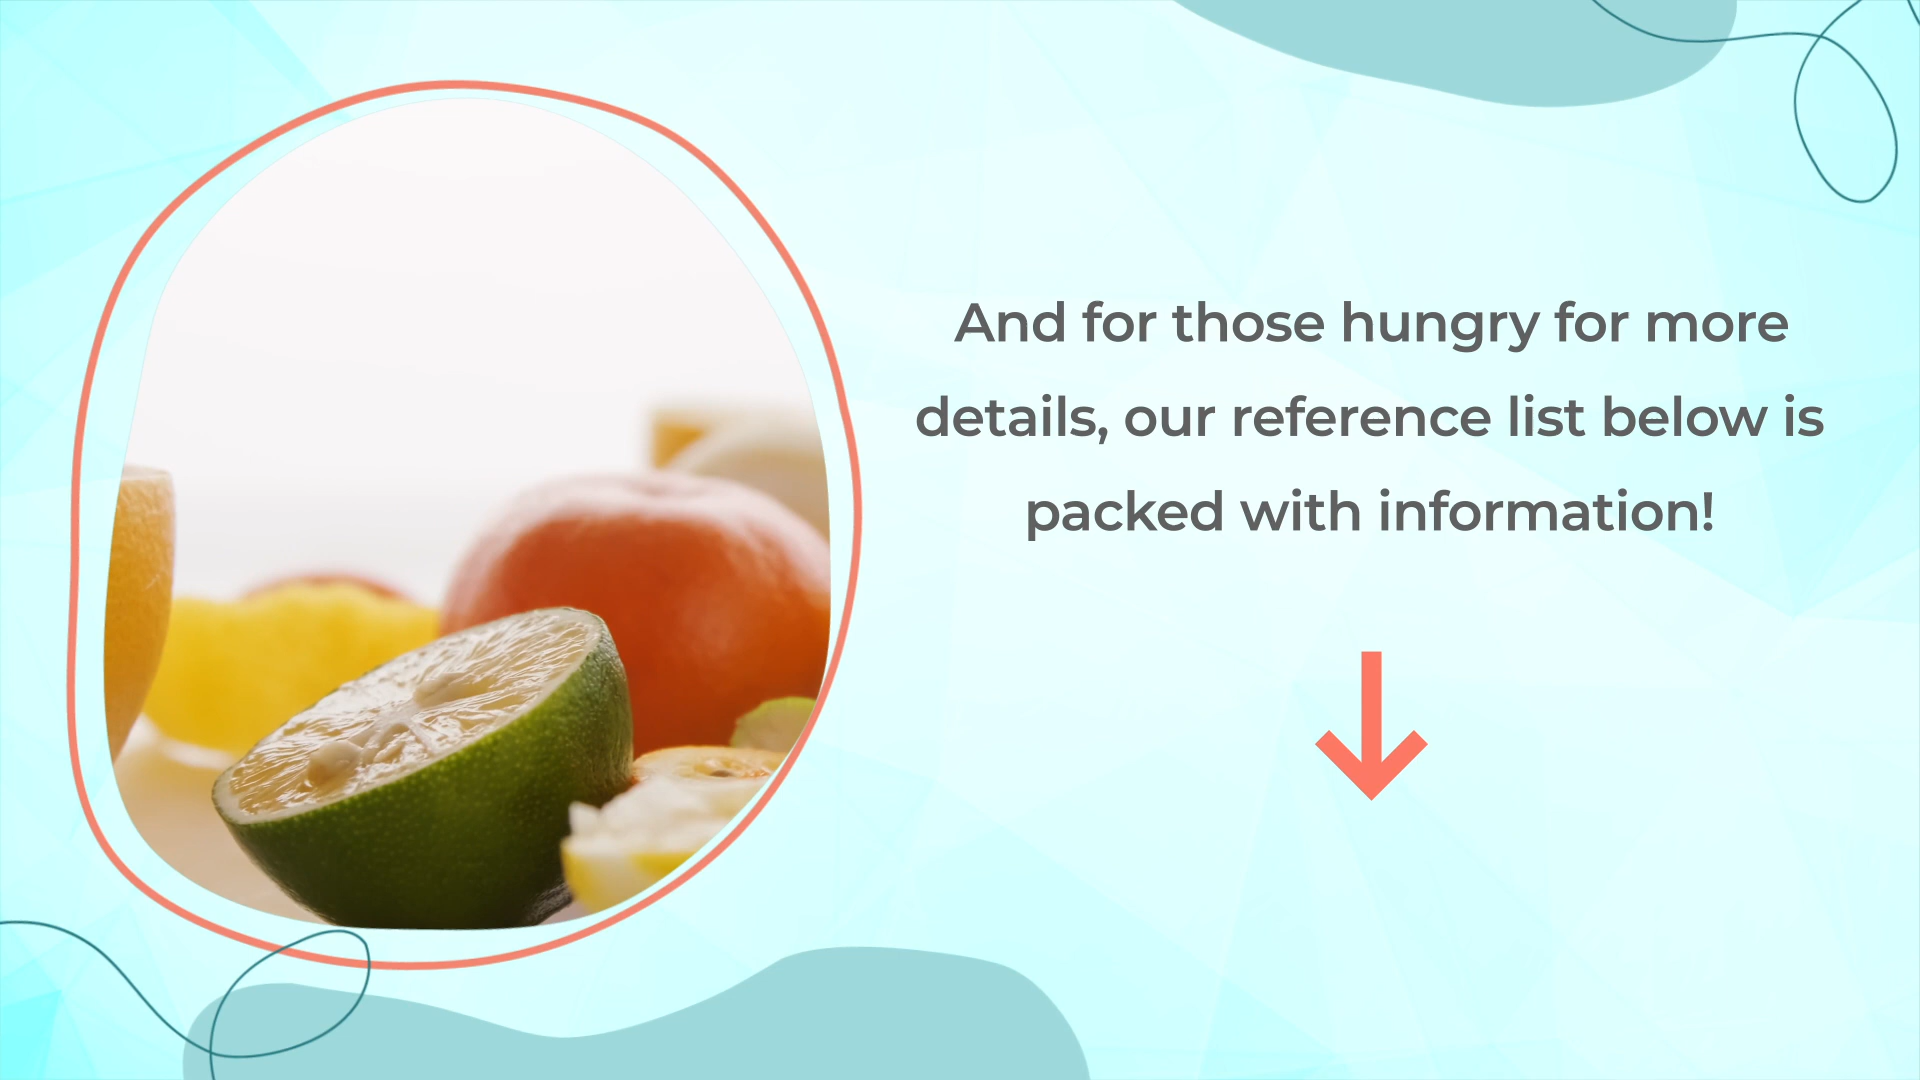 And for those hungry for more
details, our reference list below is
packed with information!